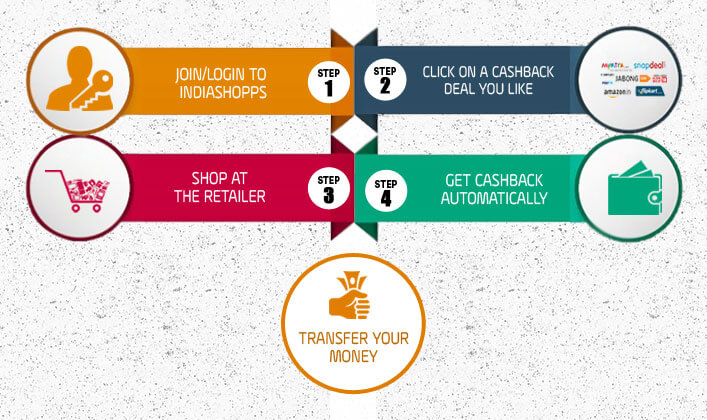 JOIN/LOGIN TO
INDIASHOPPS
STEP
1
STEP
2
CLICK ON A CASHBACK
DEAL YOU LIKE
snapdeal
JABONG
amazon.in
flipkart
SHOP AT
THE RETAILER
STEP
3
STEP
4
GET CASHBACK
AUTOMATICALLY
TRANSFER YOUR
MONEY